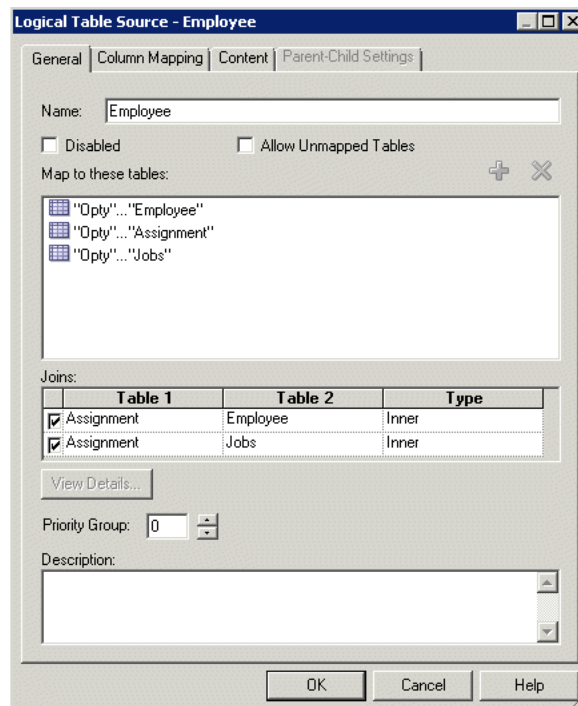 Logical Table Source - Employee
General Column Mapping Content Parent-Child Settings
Name: Employee
Disabled Allow Unmapped Tables
Map to these tables:
"Opty"..."Employee"
"Opty"..."Assignment"
"Opty"..."Jobs"
Joins:
Table 1 Table 2 Type
Assignment Employee Inner
Assignment Jobs Inner
View Details...
Priority Group: 0
Description:
OK Cancel Help